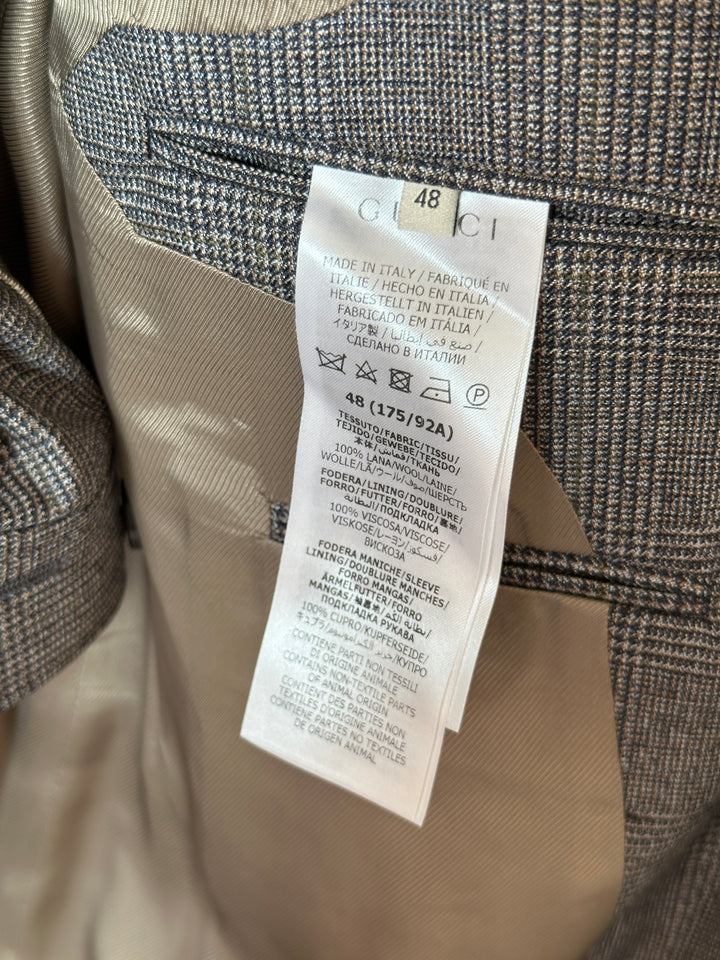 48
GUCCI
MADE IN ITALY / FABRIQUÉ EN
ITALIE / HECHO EN ITALIA /
HERGESTELLT IN ITALIEN /
FABRICADO EM ITÁLIA /
イタリア製 / صنع في إيطاليا /
СДЕЛАНО В ИТАЛИИ
P
48 (175/92A)
TESSUTO/FABRIC/TISSU/
TEJIDO/GEWEBE/TECIDO/
本体/قماش/ТКАНЬ
100% LANA/WOOL/LAINE/
WOLLE/LÃ/ウール/صوف/ШЕРСТЬ
FODERA/LINING/DOUBLURE/
FORRO/FUTTER/FORRO/裏地/
البطانة/ПОДКЛАДКА
100% VISCOSA/VISCOSE/
VISKOSE/レーヨン/فسكوز/
ВИСКОЗА
FODERA MANICHE/SLEEVE
LINING/DOUBLURE MANCHES/
ÄRMELFUTTER/FORRO
FORRO MANGAS/
MANGAS/袖裏地/بطانة الكم/
ПОДКЛАДКА РУКАВА
100% CUPRO/KUPFERSEIDE/
キュプラ/حرير الكوبرامونيوم/КУПРО
CONTIENE PARTI NON TESSILI
DI ORIGINE ANIMALE
CONTAINS NON-TEXTILE PARTS
OF ANIMAL ORIGIN
CONTIENT DES PARTIES NON
TEXTILES D'ORIGINE ANIMALE
CONTIENE PARTES NO TEXTILES
DE ORIGEN ANIMAL